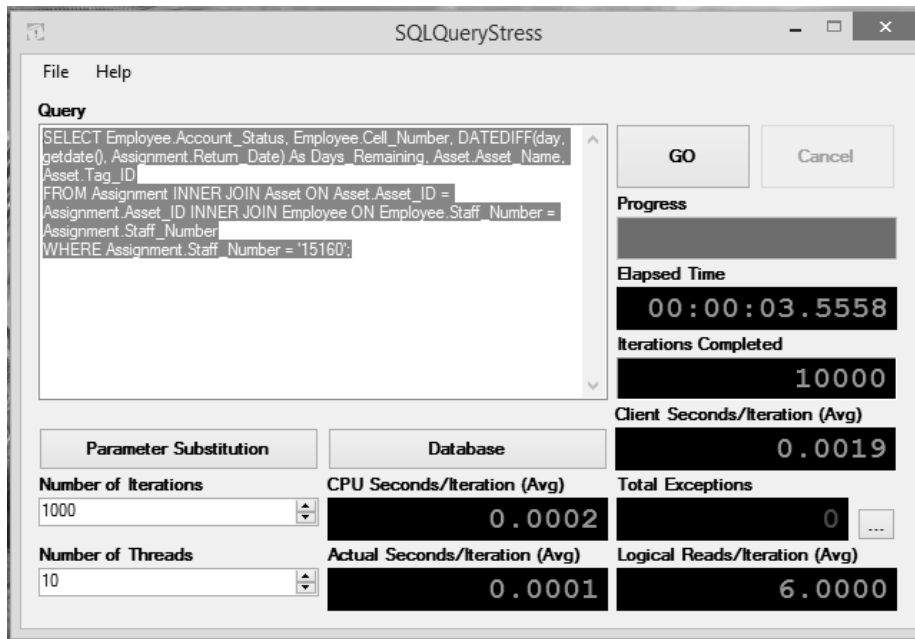 SQLQueryStress
File Help
Query
SELECT Employee.Account_Status, Employee.Cell_Number, DATEDIFF(day,
getdate(), Assignment.Return_Date) As Days_Remaining, Asset.Asset_Name,
Asset.Tag_ID
FROM Assignment INNER JOIN Asset ON Asset.Asset_ID =
Assignment.Asset_ID INNER JOIN Employee ON Employee.Staff_Number =
Assignment.Staff_Number
WHERE Assignment.Staff_Number = '15160';
GO Cancel
Progress
Elapsed Time
00:00:03.5558
Iterations Completed
10000
Client Seconds/Iteration (Avg)
0.0019
Parameter Substitution Database
Number of Iterations CPU Seconds/Iteration (Avg) Total Exceptions
1000 0.0002 0 ...
Number of Threads Actual Seconds/Iteration (Avg) Logical Reads/Iteration (Avg)
10 0.0001 6.0000